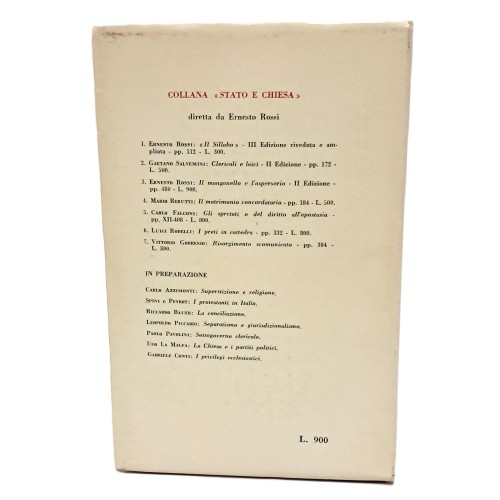 COLLANA «STATO E CHIESA»
diretta da Ernesto Rossi
1. Ernesto Rossi: «Il Sillabo» - III Edizione riveduta e am-
pliata - pp. 112 - L. 300.
2. Gaetano Salvemini: Clericali e laici - II Edizione - pp. 172 -
L. 500.
3. Ernesto Rossi: Il manganello e l'aspersorio - II Edizione -
pp. 480 - L. 900.
4. Mario Berutti: Il matrimonio concordatario - pp. 184 - L. 500.
5. Carlo Falconi: Gli spretati o del diritto all'apostasia -
pp. XII-408 - L. 800.
6. Luigi Rodelli: I preti in cattedra - pp. 332 - L. 800.
7. Vittorio Gorresio: Risorgimento scomunicato - pp. 304 -
L. 800.
IN PREPARAZIONE
Carlo Azzimonti: Superstizione e religione.
Spini e Peyrot: I protestanti in Italia.
Riccardo Bauer: La conciliazione.
Leopoldo Piccardi: Separatismo e giurisdizionalismo.
Paolo Pavolini: Sottogoverno clericale.
Ugo La Malfa: La Chiesa e i partiti politici.
Gabriele Conti: I privilegi ecclesiastici.
L. 900